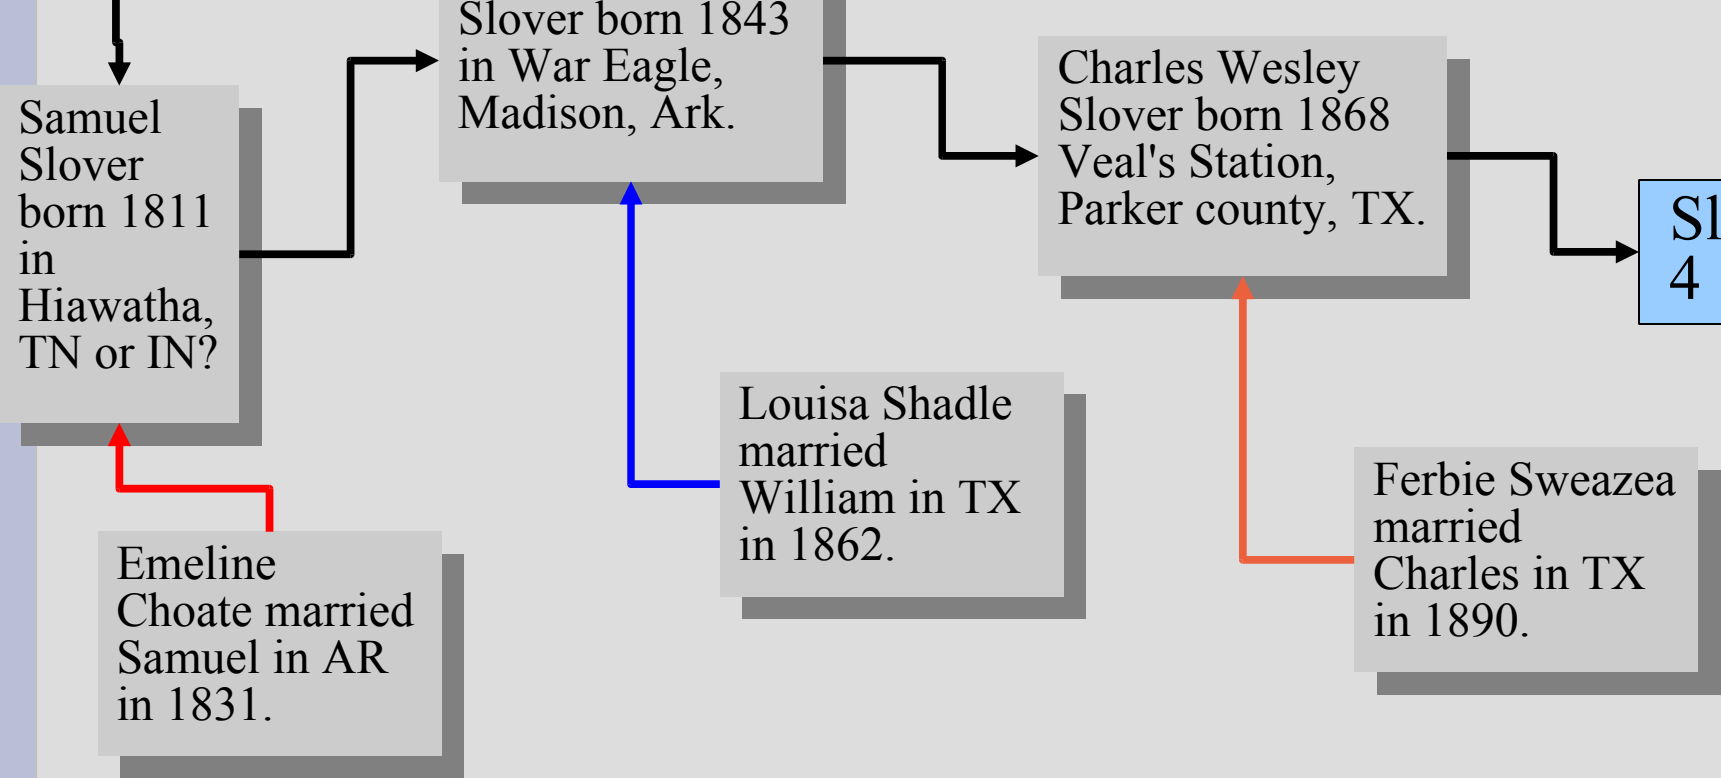 Slover born 1843
in War Eagle,
Madison, Ark.
Charles Wesley
Slover born 1868
Veal's Station,
Parker county, TX.
Samuel
Slover
born 1811
in
Hiawatha,
TN or IN?
Sl
4
Louisa Shadle
married
William in TX
in 1862.
Ferbie Sweazea
married
Charles in TX
in 1890.
Emeline
Choate married
Samuel in AR
in 1831.